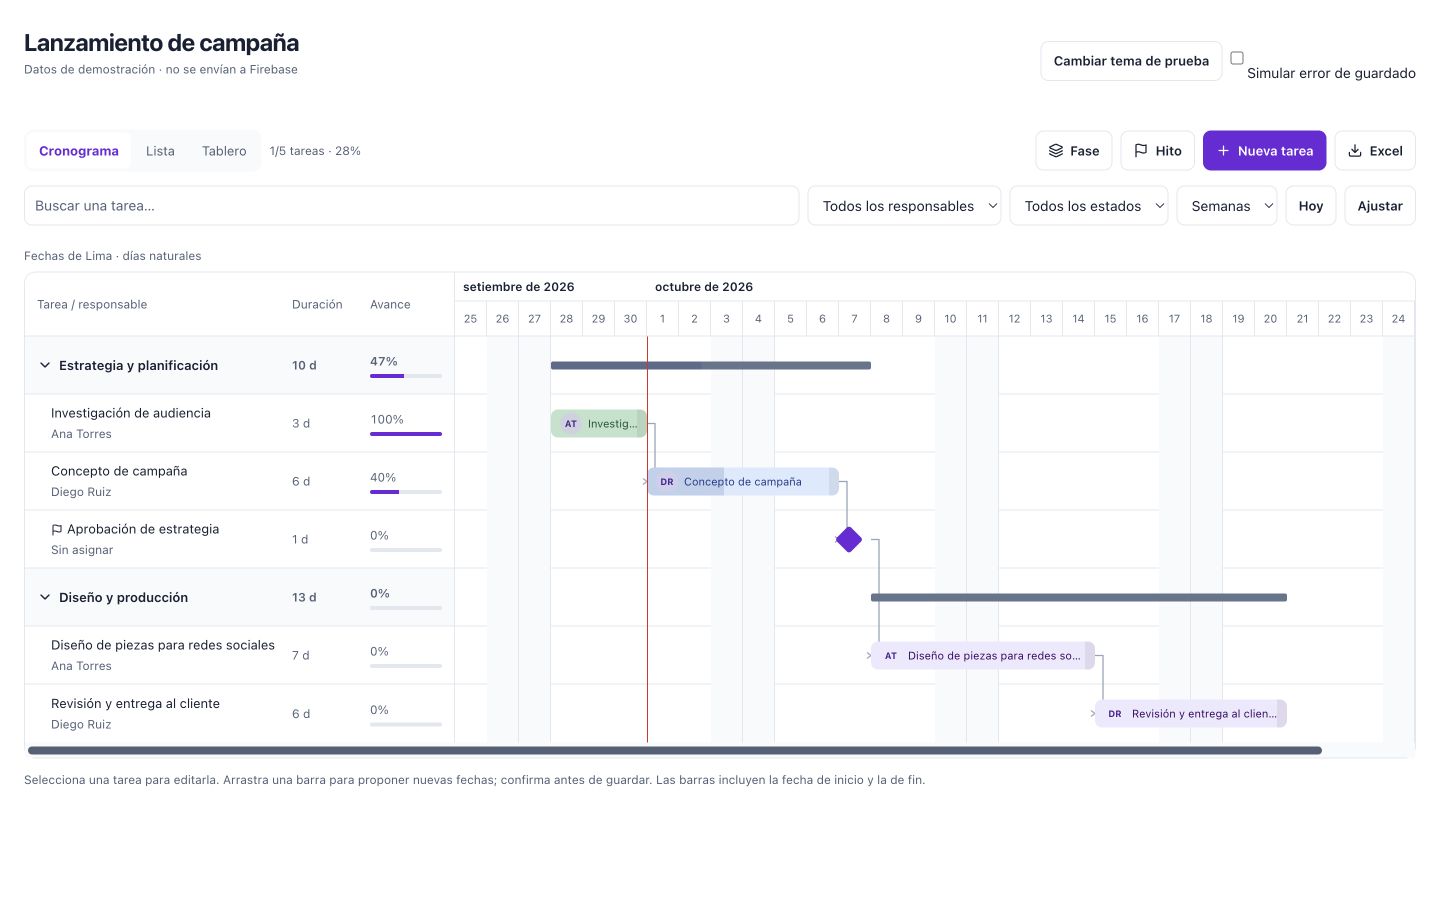 Lanzamiento de campaña
Datos de demostración · no se envían a Firebase
Cambiar tema de prueba
Simular error de guardado
Cronograma Lista Tablero 1/5 tareas · 28%
Fase Hito + Nueva tarea Excel
Buscar una tarea... Todos los responsables Todos los estados Semanas Hoy Ajustar
Fechas de Lima · días naturales
Tarea / responsable Duración Avance
setiembre de 2026 octubre de 2026
25 26 27 28 29 30 1 2 3 4 5 6 7 8 9 10 11 12 13 14 15 16 17 18 19 20 21 22 23 24
Estrategia y planificación 10 d 47%
Investigación de audiencia
Ana Torres
3 d 100%
AT Investig...
Concepto de campaña
Diego Ruiz
6 d 40%
DR Concepto de campaña
Aprobación de estrategia
Sin asignar
1 d 0%
Diseño y producción 13 d 0%
Diseño de piezas para redes sociales
Ana Torres
7 d 0%
AT Diseño de piezas para redes so...
Revisión y entrega al cliente
Diego Ruiz
6 d 0%
DR Revisión y entrega al clien...
Selecciona una tarea para editarla. Arrastra una barra para proponer nuevas fechas; confirma antes de guardar. Las barras incluyen la fecha de inicio y la de fin.